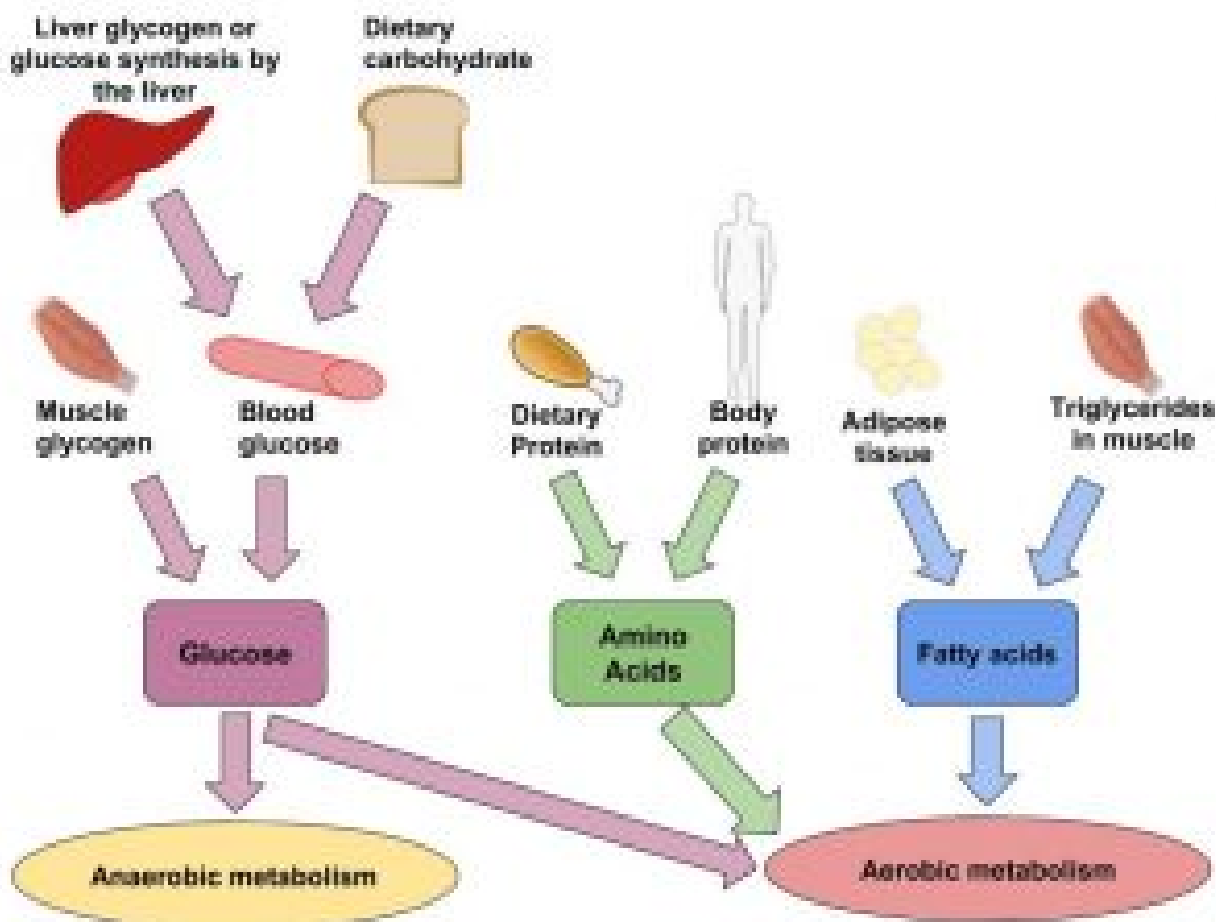 Liver glycogen or
glucose synthesis by
the liver
Dietary
carbohydrate
Muscle
glycogen
Blood
glucose
Dietary
Protein
Body
protein
Adipose
tissue
Triglycerides
in muscle
Glucose
Amino
Acids
Fatty acids
Anaerobic metabolism
Aerobic metabolism